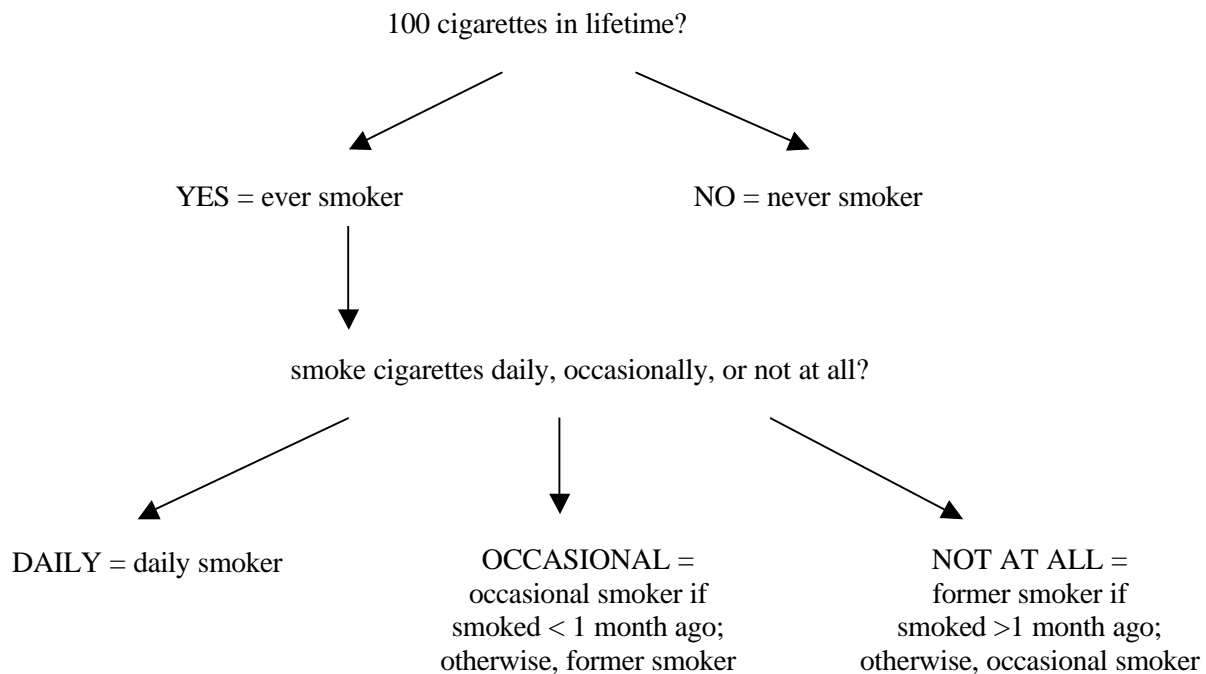 100 cigarettes in lifetime?
YES = ever smoker
NO = never smoker
smoke cigarettes daily, occasionally, or not at all?
DAILY = daily smoker
OCCASIONAL =
occasional smoker if
smoked < 1 month ago;
otherwise, former smoker
NOT AT ALL =
former smoker if
smoked >1 month ago;
otherwise, occasional smoker